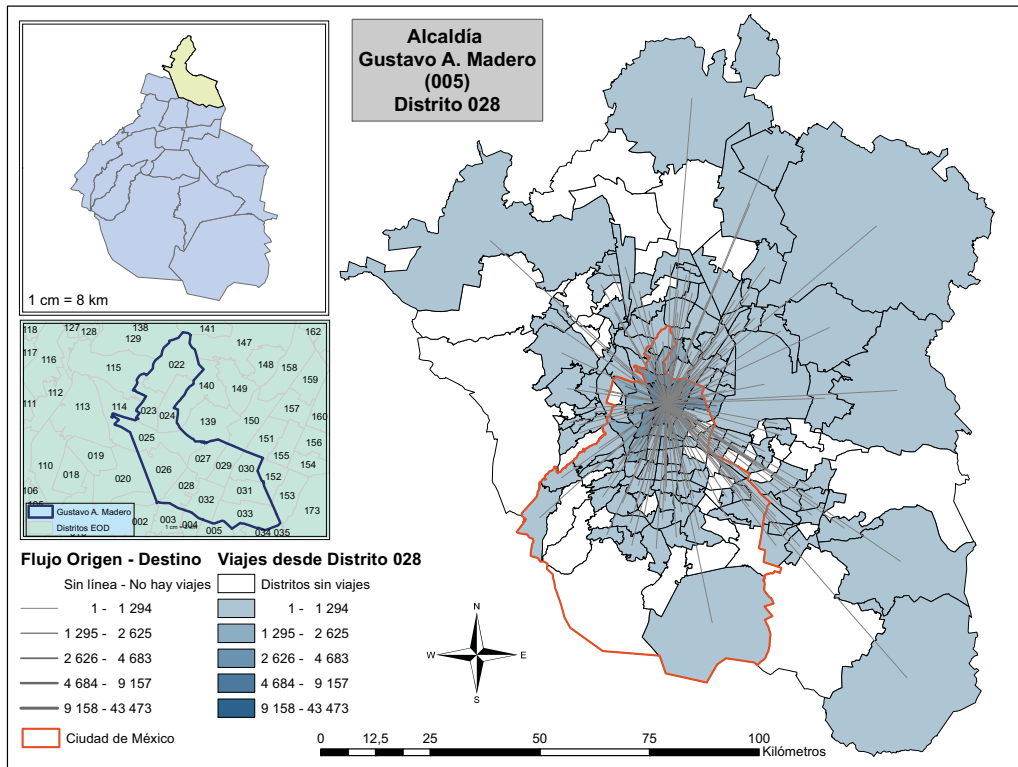 Alcaldía
Gustavo A. Madero
(005)
Distrito 028
1 cm = 8 km
118 127 128 138 141 162
129
117 116 115 022 147
148 158
140 149 159
112
111 113 114 023 024 157 160
139 150
025 151 156
019 027 155
110 018 020 026 029 030 152 154
028
106 032 031 153
173
002 003 004 005 033
034 035
1 cm = 8 km
Gustavo A. Madero
Distritos EOD
Flujo Origen - Destino
Sin línea - No hay viajes
1 - 1 294
1 295 - 2 625
2 626 - 4 683
4 684 - 9 157
9 158 - 43 473
Ciudad de México
Viajes desde Distrito 028
Distritos sin viajes
1 - 1 294
1 295 - 2 625
2 626 - 4 683
4 684 - 9 157
9 158 - 43 473
N
W E
S
0 12,5 25 50 75 100
Kilómetros